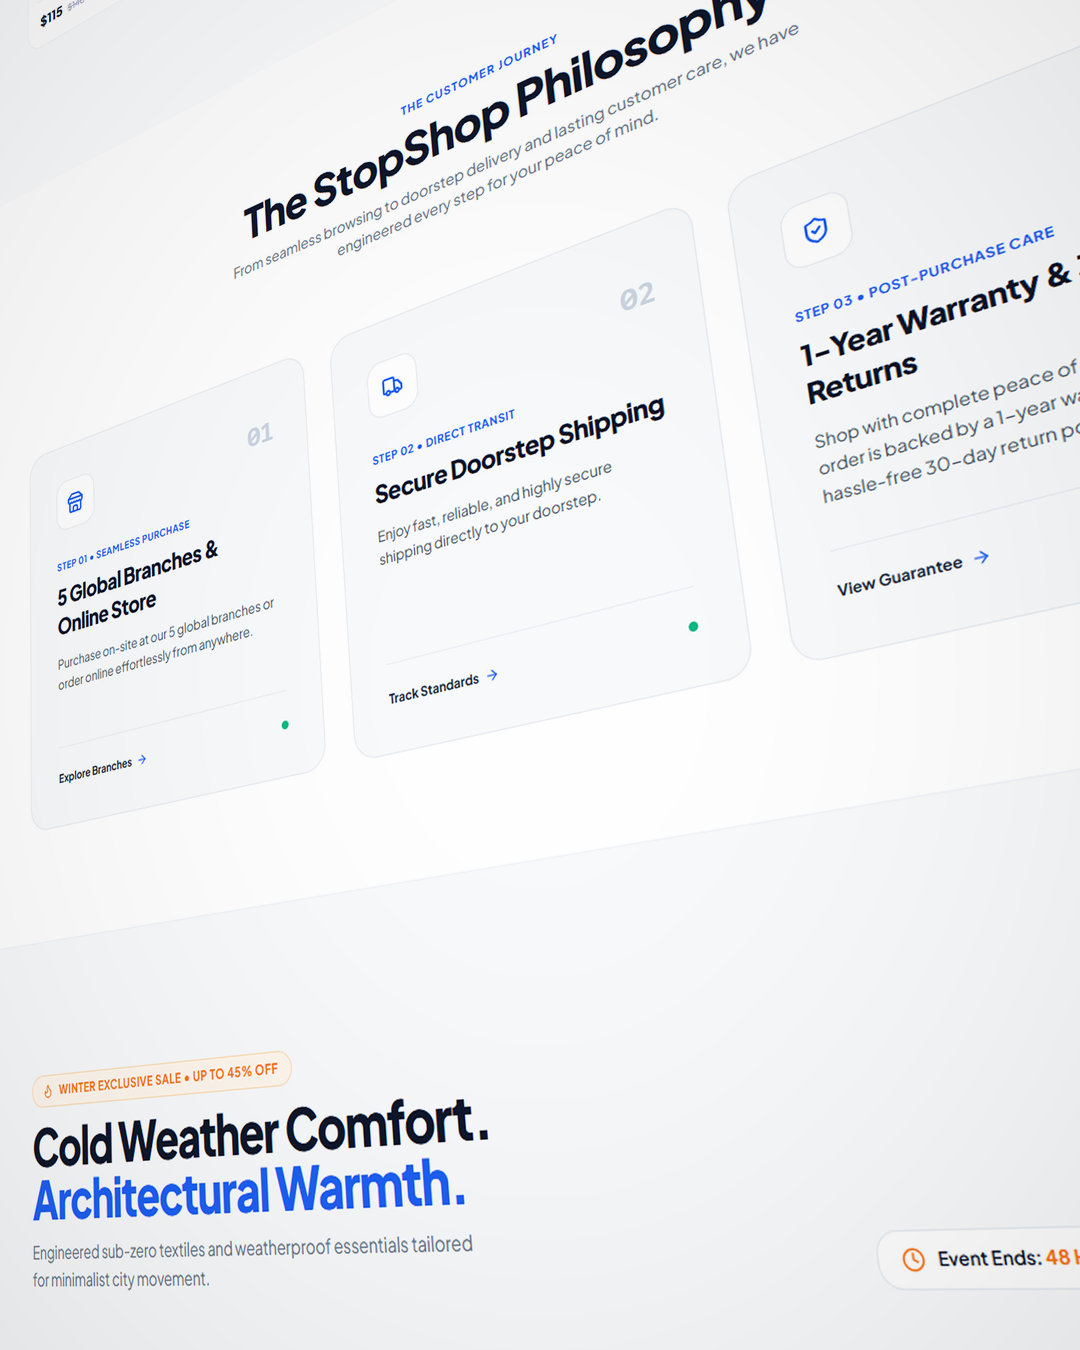 $115
THE CUSTOMER JOURNEY
The StopShop Philosophy
From seamless browsing to doorstep delivery and lasting customer care, we have
engineered every step for your peace of mind.
01
STEP 01 • SEAMLESS PURCHASE
5 Global Branches &
Online Store
Purchase on-site at our 5 global branches or
order online effortlessly from anywhere.
Explore Branches →
02
STEP 02 • DIRECT TRANSIT
Secure Doorstep Shipping
Enjoy fast, reliable, and highly secure
shipping directly to your doorstep.
Track Standards →
STEP 03 • POST-PURCHASE CARE
1-Year Warranty &
Returns
Shop with complete peace of
order is backed by a 1-year
hassle-free 30-day return
View Guarantee →
WINTER EXCLUSIVE SALE • UP TO 45% OFF
Cold Weather Comfort.
Architectural Warmth.
Engineered sub-zero textiles and weatherproof essentials tailored
for minimalist city movement.
Event Ends: 48